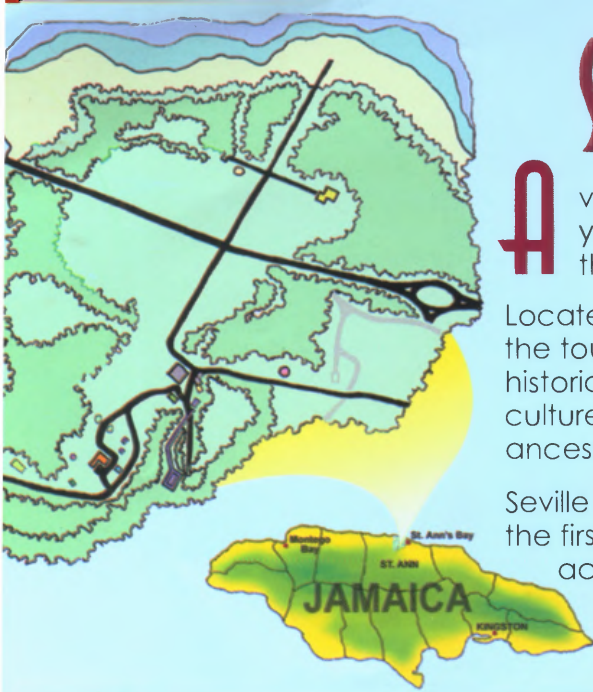 A
v
y
th
Locate
the tou
historic
culture
ances
Seville
the firs
ac
Montego
Bay
St. Ann's Bay
ST. ANN
JAMAICA
KINGSTON